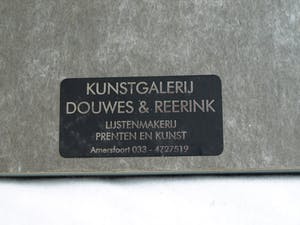 KUNSTGALERIJ
DOUWES & REERINK
LIJSTENMAKERIJ
PRENTEN EN KUNST
Amersfoort 033 - 4727519